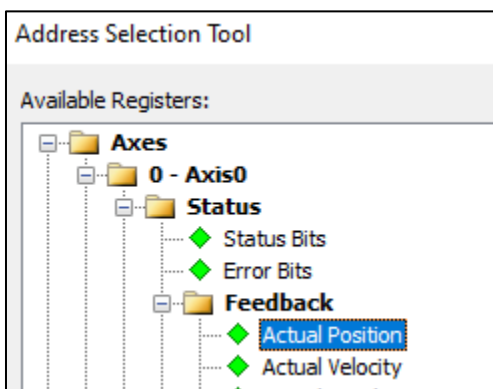 Address Selection Tool
Available Registers:
Axes
0 - Axis0
Status
Status Bits
Error Bits
Feedback
Actual Position
Actual Velocity